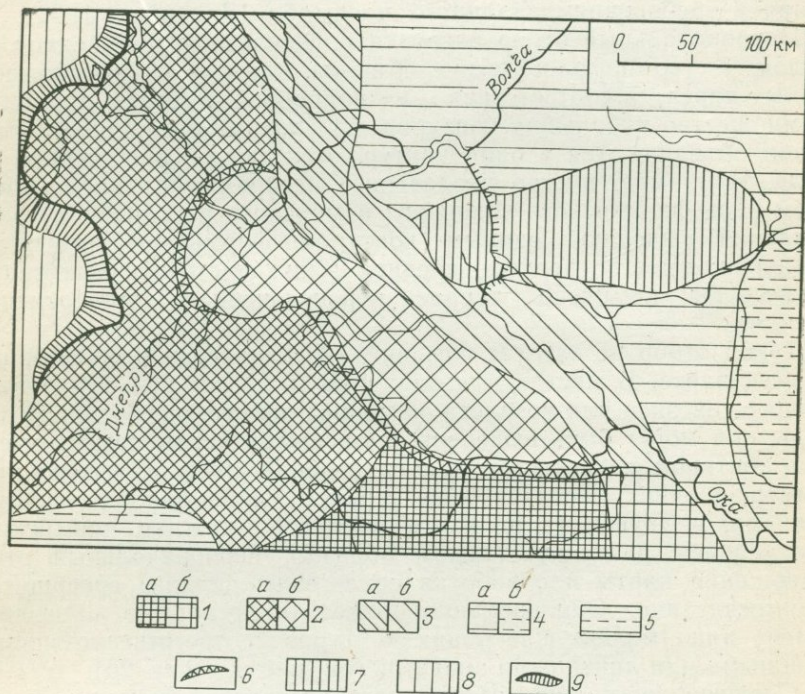 0 50 100 км
Волга
Днепр
Ока
а б 1 а б 2 а б 3 а б 4 5
6 7 8 9